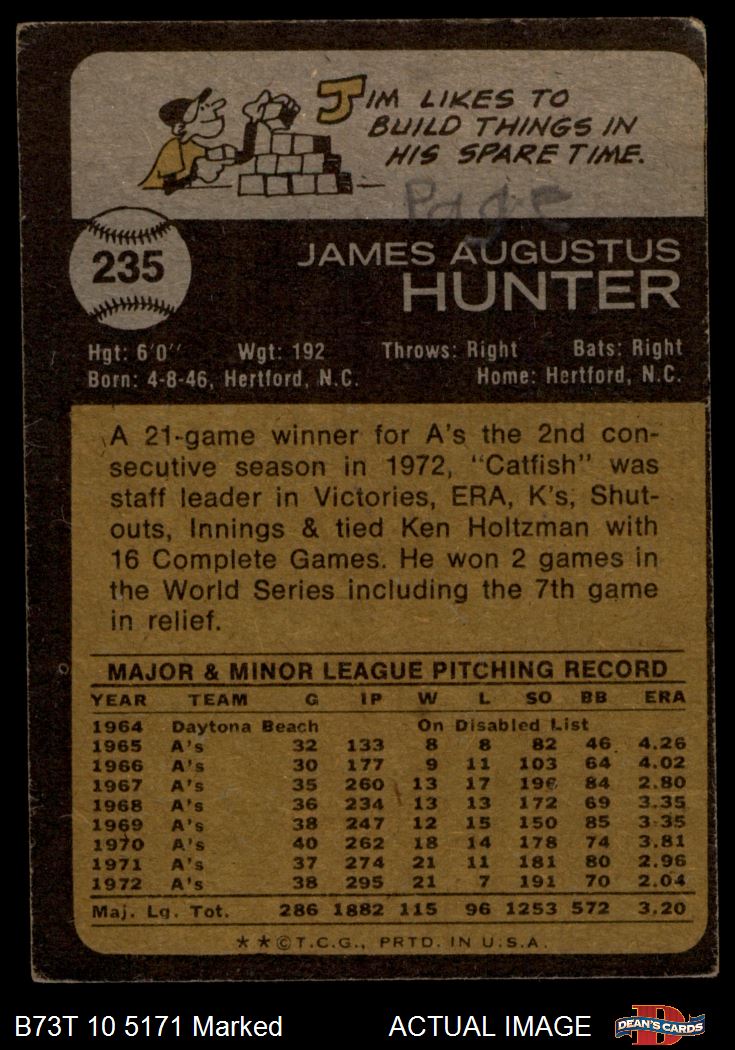 JIM LIKES TO
BUILD THINGS IN
HIS SPARE TIME.
Page
235
JAMES AUGUSTUS
HUNTER
Hgt: 6'0" Wgt: 192 Throws: Right Bats: Right
Born: 4-8-46, Hertford, N.C. Home: Hertford, N.C.
A 21-game winner for A's the 2nd con-
secutive season in 1972, "Catfish" was
staff leader in Victories, ERA, K's, Shut-
outs, Innings & tied Ken Holtzman with
16 Complete Games. He won 2 games in
the World Series including the 7th game
in relief.
MAJOR & MINOR LEAGUE PITCHING RECORD
YEAR TEAM G IP W L SO BB ERA
1964 Daytona Beach On Disabled List
1965 A's 32 133 8 8 82 46 4.26
1966 A's 30 177 9 11 103 64 4.02
1967 A's 35 260 13 17 196 84 2.80
1968 A's 36 234 13 13 172 69 3.35
1969 A's 38 247 12 15 150 85 3.35
1970 A's 40 262 18 14 178 74 3.81
1971 A's 37 274 21 11 181 80 2.96
1972 A's 38 295 21 7 191 70 2.04
Maj. Lg. Tot. 286 1882 115 96 1253 572 3.20
* * © T.C.G., PRTD. IN U.S.A.
B73T 10 5171 Marked ACTUAL IMAGE DEAN'S CARDS